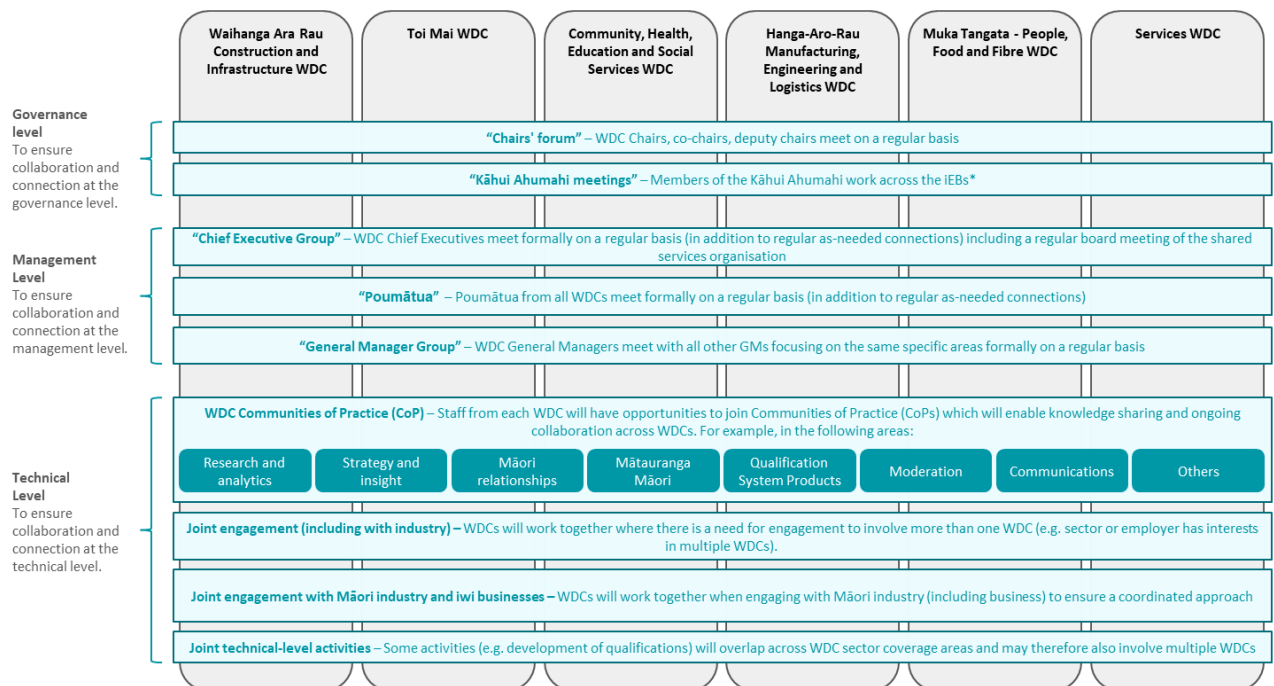 Waihanga Ara Rau
Construction and
Infrastructure WDC
Toi Mai WDC
Community, Health,
Education and Social
Services WDC
Hanga-Aro-Rau
Manufacturing,
Engineering and
Logistics WDC
Muka Tangata - People,
Food and Fibre WDC
Services WDC
Governance
level
To ensure
collaboration and
connection at the
governance level.
“Chairs' forum” – WDC Chairs, co-chairs, deputy chairs meet on a regular basis
“Kāhui Ahumahi meetings” – Members of the Kāhui Ahumahi work across the iEBs*
Management
Level
To ensure
collaboration and
connection at the
management level.
“Chief Executive Group” – WDC Chief Executives meet formally on a regular basis (in addition to regular as-needed connections) including a regular board meeting of the shared
services organisation
“Poumātua” – Poumātua from all WDCs meet formally on a regular basis (in addition to regular as-needed connections)
“General Manager Group” – WDC General Managers meet with all other GMs focusing on the same specific areas formally on a regular basis
Technical
Level
To ensure
collaboration and
connection at the
technical level.
WDC Communities of Practice (CoP) – Staff from each WDC will have opportunities to join Communities of Practice (CoPs) which will enable knowledge sharing and ongoing
collaboration across WDCs. For example, in the following areas:
Research and
analytics
Strategy and
insight
Māori
relationships
Mātauranga
Māori
Qualification
System Products
Moderation
Communications
Others
Joint engagement (including with industry) – WDCs will work together where there is a need for engagement to involve more than one WDC (e.g. sector or employer has interests
in multiple WDCs).
Joint engagement with Māori industry and iwi businesses – WDCs will work together when engaging with Māori industry (including business) to ensure a coordinated approach
Joint technical-level activities – Some activities (e.g. development of qualifications) will overlap across WDC sector coverage areas and may therefore also involve multiple WDCs